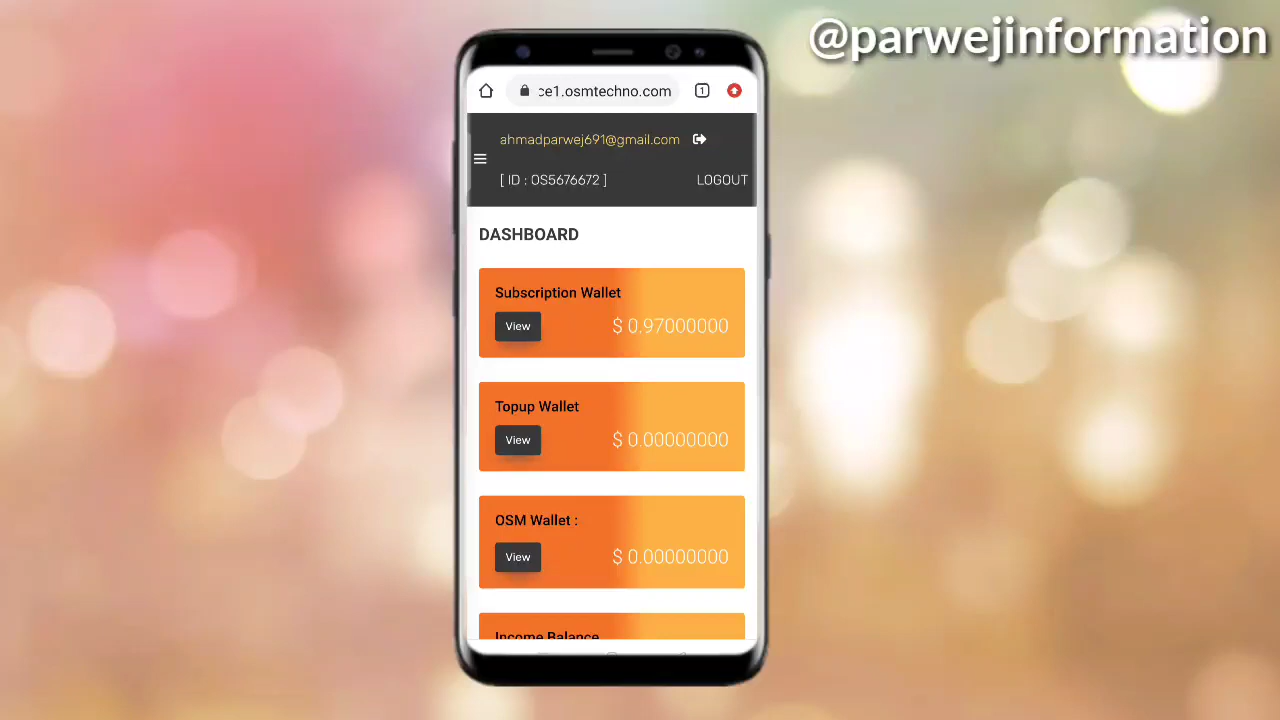 @parwejinformation
ce1.osmtechno.com
1
ahmadparwej691@gmail.com
[ ID : OS5676672 ]
LOGOUT
DASHBOARD
Subscription Wallet
View
$ 0.97000000
Topup Wallet
View
$ 0.00000000
OSM Wallet :
View
$ 0.00000000
Income Balance